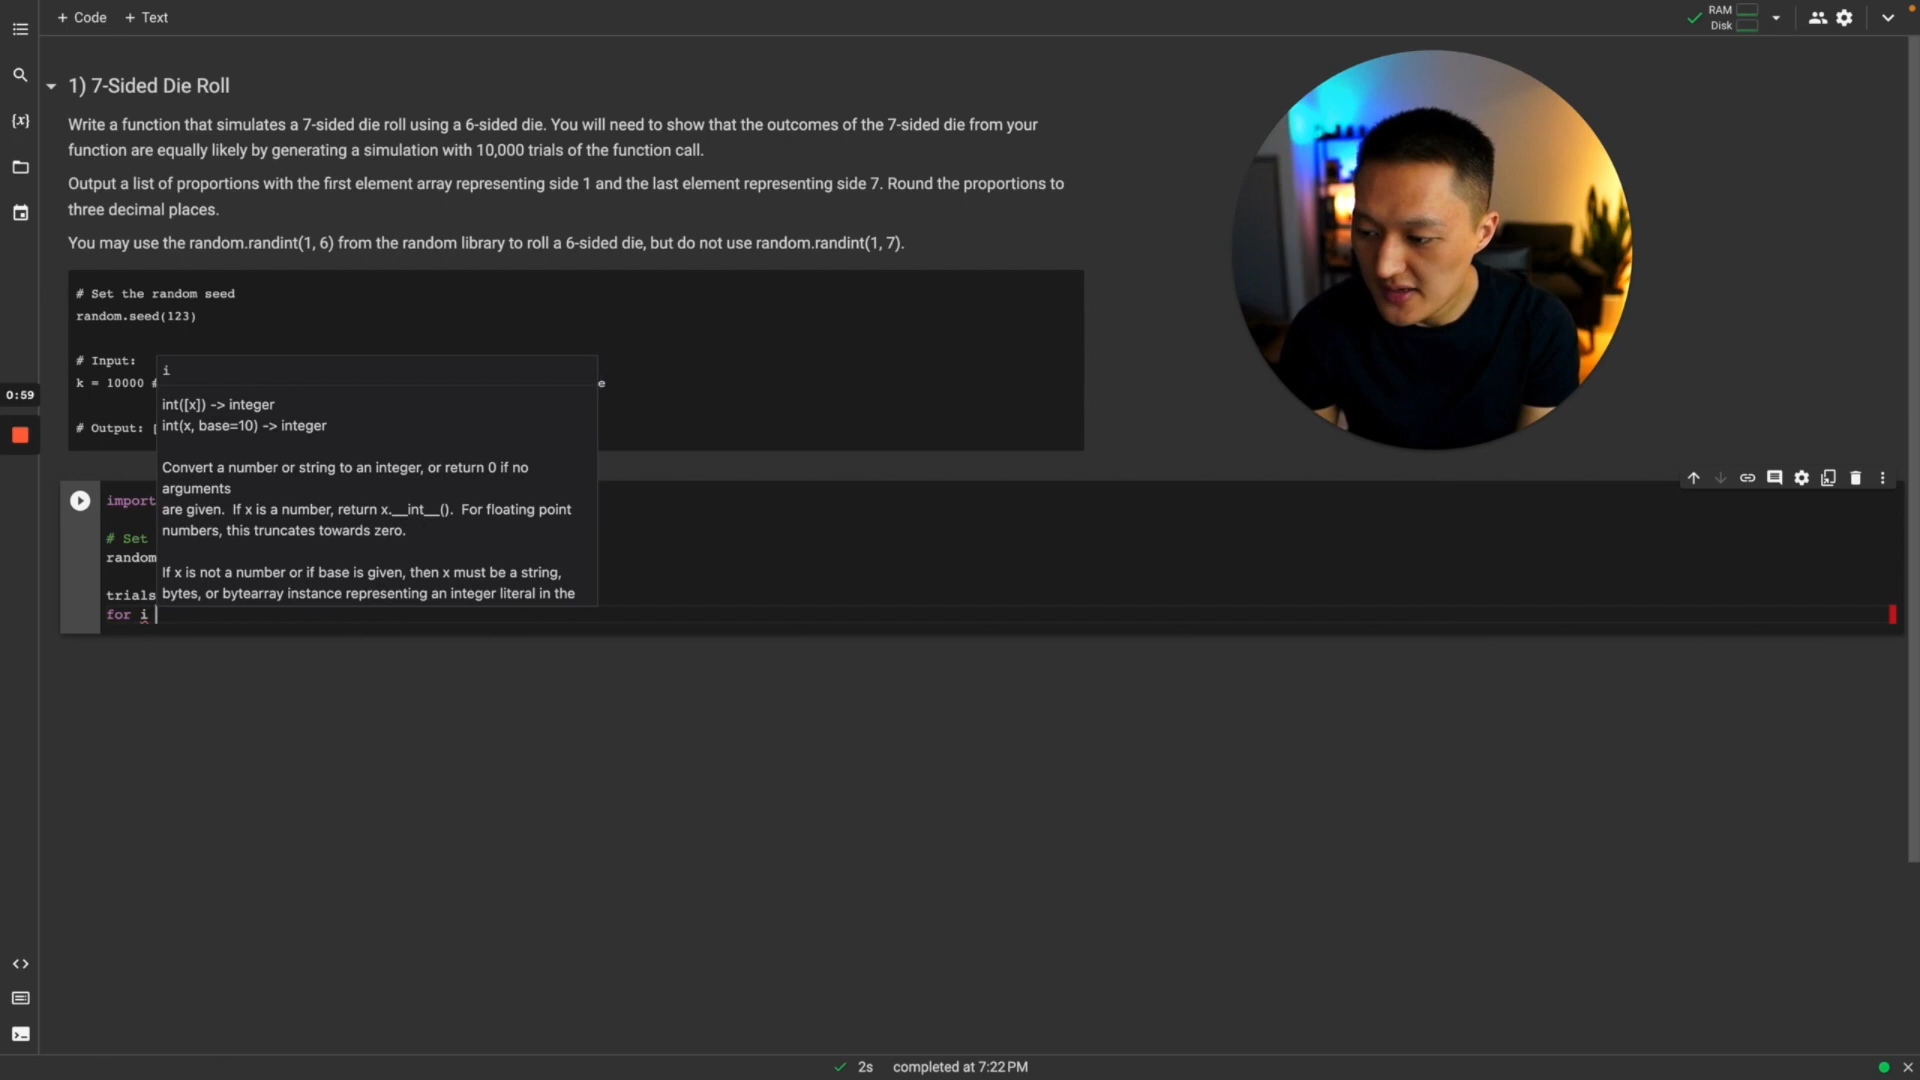 + Code + Text
RAM
Disk
1) 7-Sided Die Roll
Write a function that simulates a 7-sided die roll using a 6-sided die. You will need to show that the outcomes of the 7-sided die from your
function are equally likely by generating a simulation with 10,000 trials of the function call.
Output a list of proportions with the first element array representing side 1 and the last element representing side 7. Round the proportions to
three decimal places.
You may use the random.randint(1, 6) from the random library to roll a 6-sided die, but do not use random.randint(1, 7).
# Set the random seed
random.seed(123)
# Input:
k = 10000 # e
# Output: [
0:59
i
int([x]) -> integer
int(x, base=10) -> integer
Convert a number or string to an integer, or return 0 if no
arguments
are given. If x is a number, return x.__int__(). For floating point
numbers, this truncates towards zero.
If x is not a number or if base is given, then x must be a string,
bytes, or bytearray instance representing an integer literal in the
import
# Set
random
trials
for i
2s completed at 7:22 PM